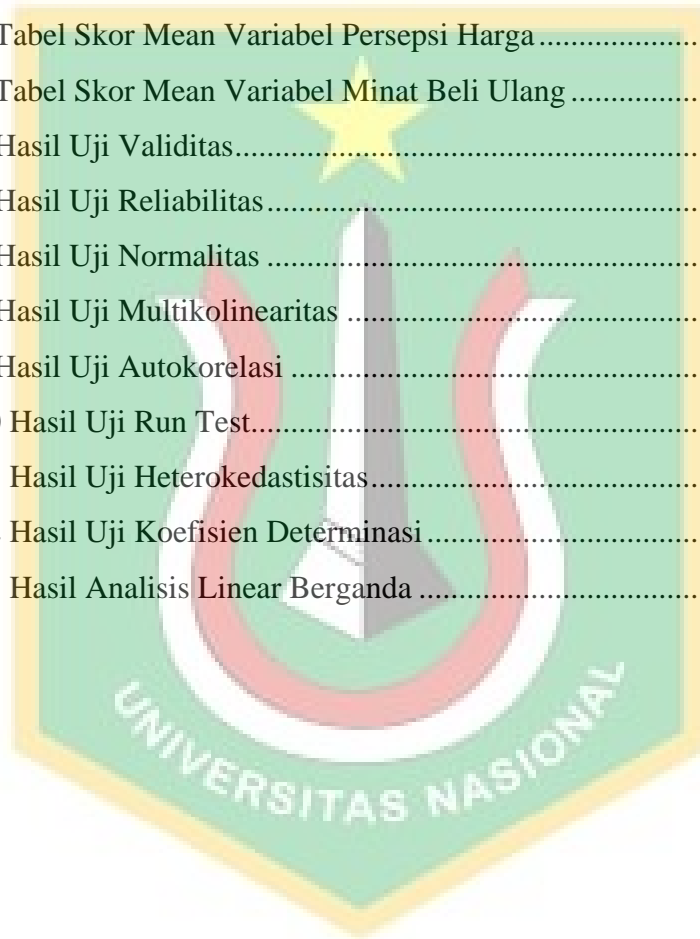 Tabel Skor Mean Variabel Persepsi Harga....................
Tabel Skor Mean Variabel Minat Beli Ulang................
Hasil Uji Validitas..........................................................
Hasil Uji Reliabilitas......................................................
Hasil Uji Normalitas ......................................................
Hasil Uji Multikolinearitas ............................................
Hasil Uji Autokorelasi ...................................................
Hasil Uji Run Test.........................................................
Hasil Uji Heterokedastisitas..........................................
Hasil Uji Koefisien Determinasi...................................
Hasil Analisis Linear Berganda ....................................
UNIVERSITAS NASIONAL